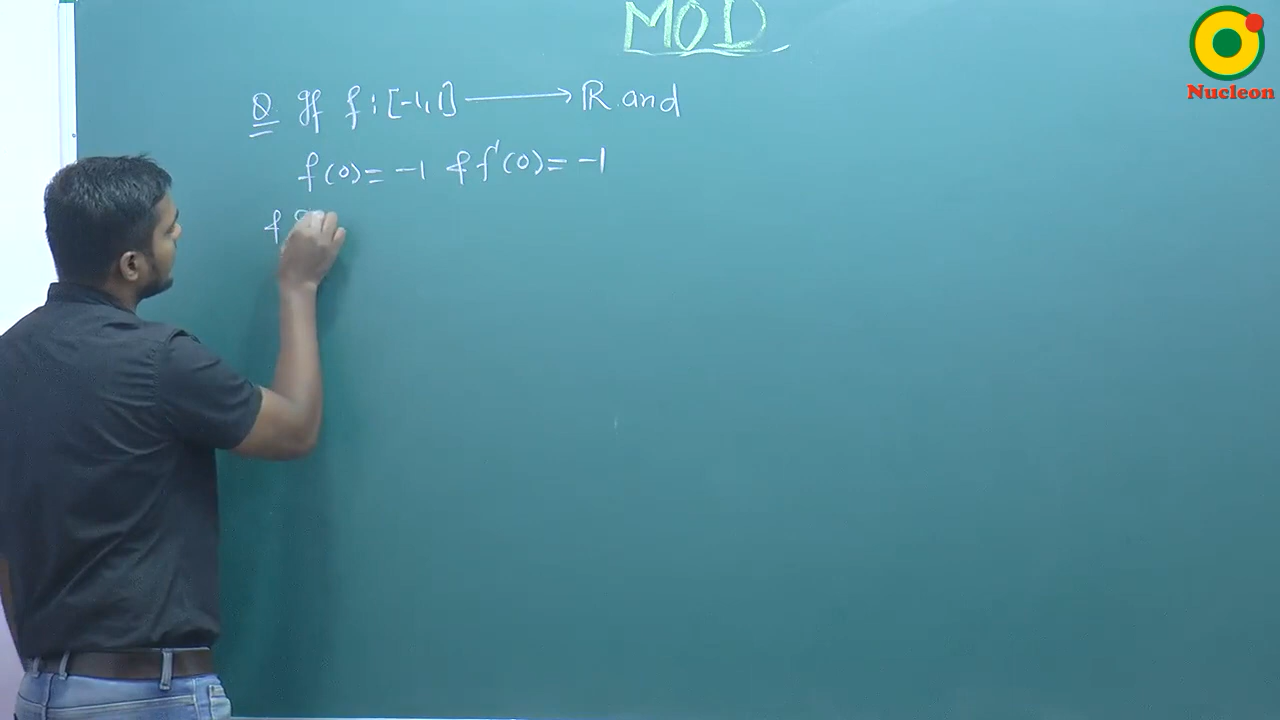 MOD
Nucleon
Q If f : [-1, 1] ⟶ ℝ and
f(0) = -1 & f'(0) = -1
&